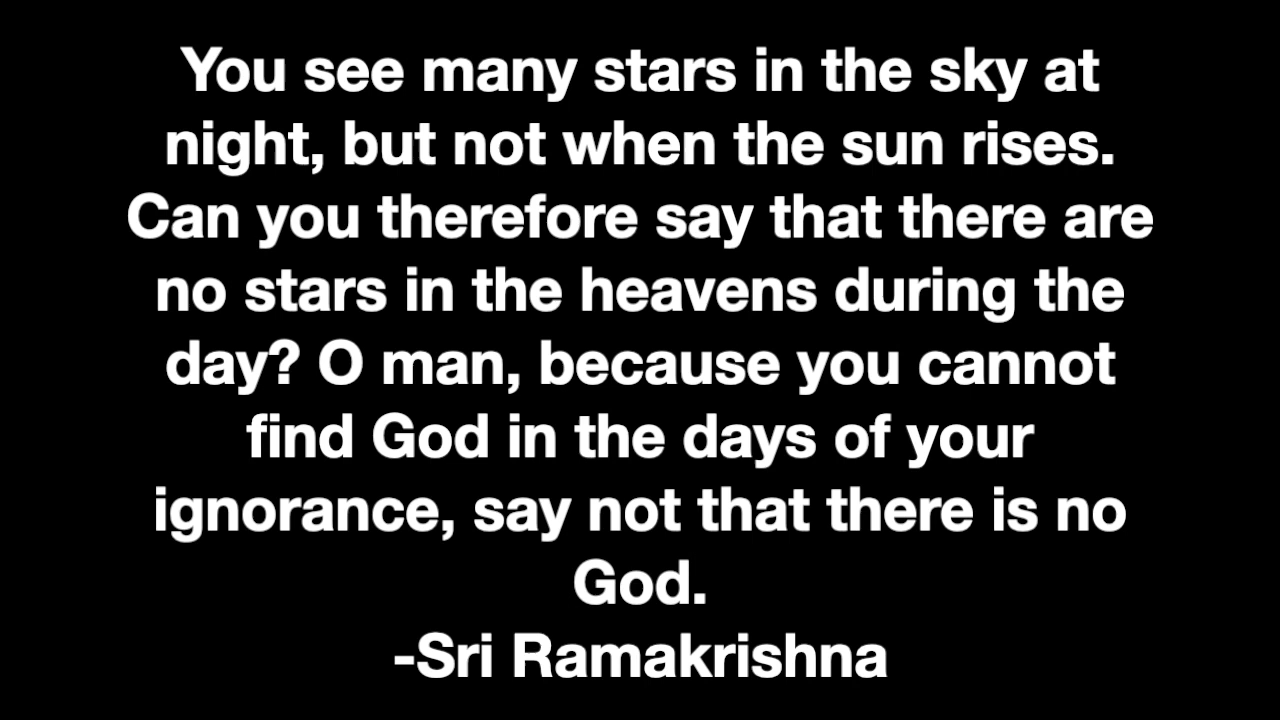 You see many stars in the sky at
night, but not when the sun rises.
Can you therefore say that there are
no stars in the heavens during the
day? O man, because you cannot
find God in the days of your
ignorance, say not that there is no
God.
-Sri Ramakrishna